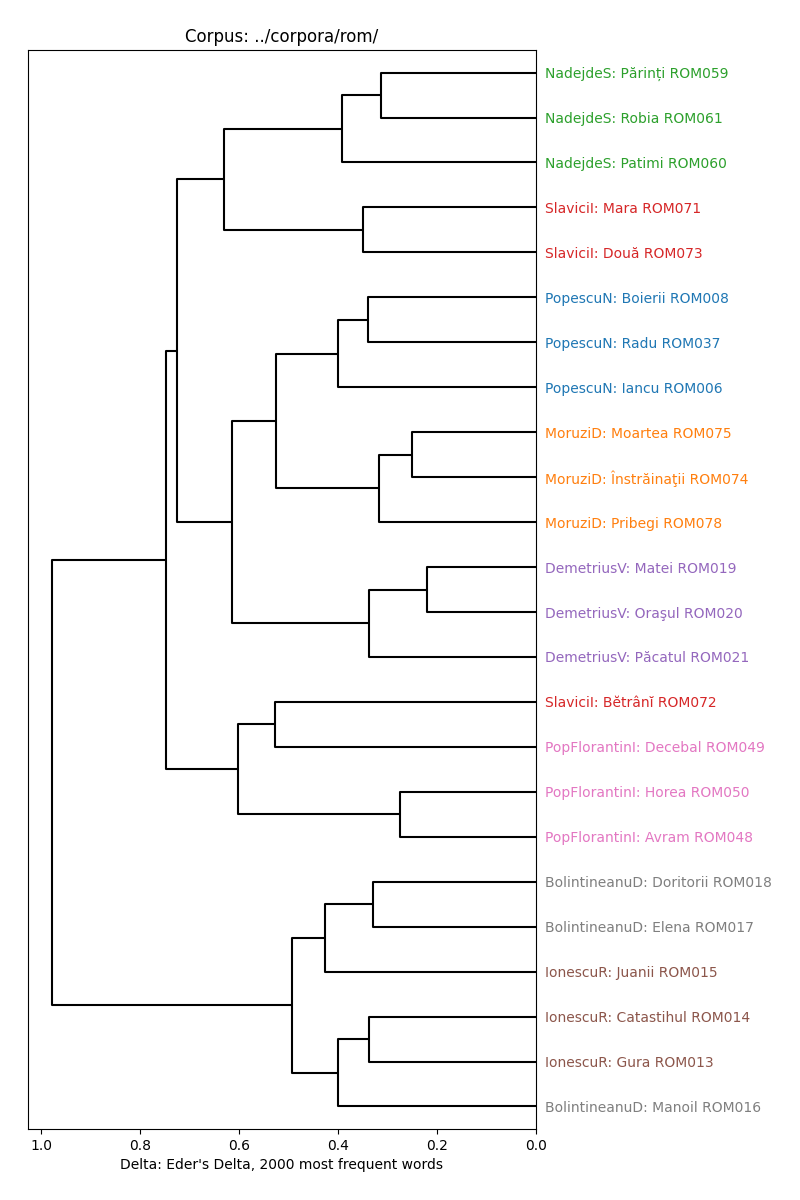 Corpus: ../corpora/rom/
NadejdeS: Părinți ROM059
NadejdeS: Robia ROM061
NadejdeS: Patimi ROM060
SlaviciI: Mara ROM071
SlaviciI: Două ROM073
PopescuN: Boierii ROM008
PopescuN: Radu ROM037
PopescuN: Iancu ROM006
MoruziD: Moartea ROM075
MoruziD: Înstrăinaţii ROM074
MoruziD: Pribegi ROM078
DemetriusV: Matei ROM019
DemetriusV: Oraşul ROM020
DemetriusV: Păcatul ROM021
SlaviciI: Bĕtrânĭ ROM072
PopFlorantinI: Decebal ROM049
PopFlorantinI: Horea ROM050
PopFlorantinI: Avram ROM048
BolintineanuD: Doritorii ROM018
BolintineanuD: Elena ROM017
IonescuR: Juanii ROM015
IonescuR: Catastihul ROM014
IonescuR: Gura ROM013
BolintineanuD: Manoil ROM016
1.0 0.8 0.6 0.4 0.2 0.0
Delta: Eder's Delta, 2000 most frequent words